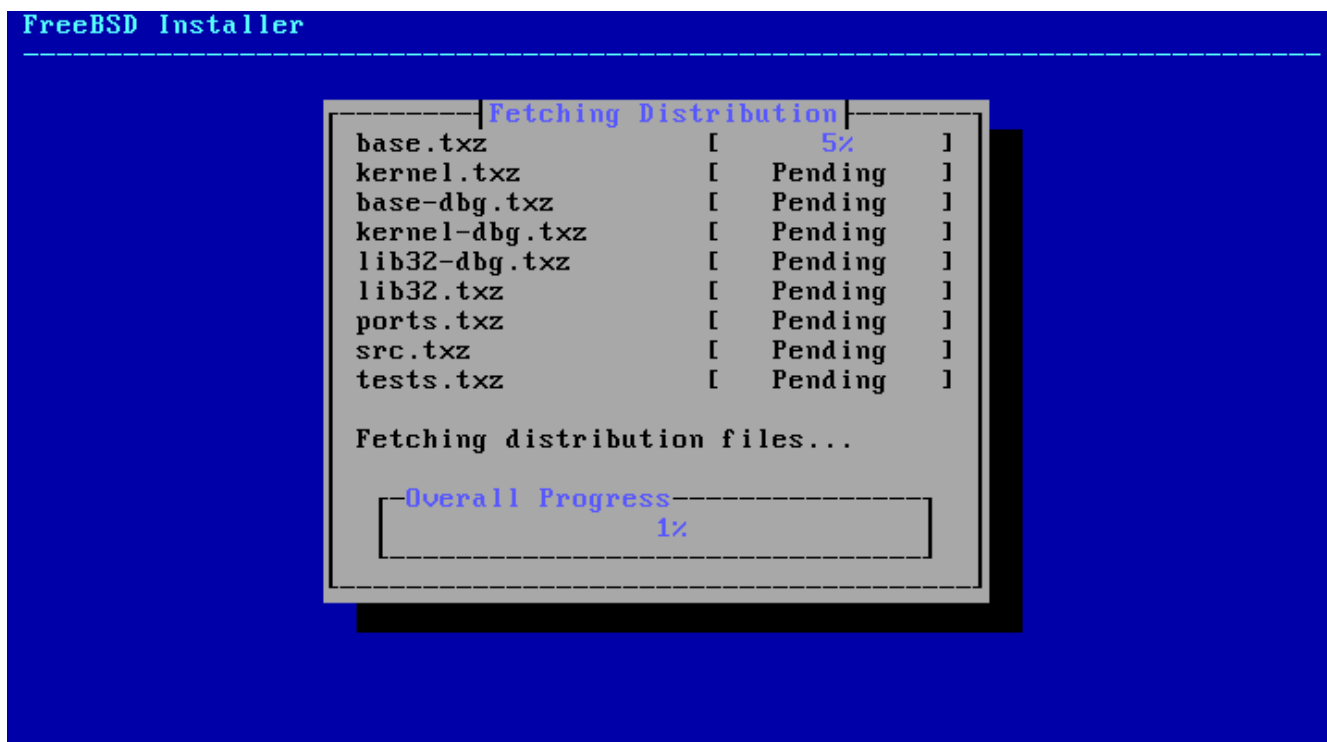 FreeBSD Installer
Fetching Distribution
base.txz [ 5% ]
kernel.txz [ Pending ]
base-dbg.txz [ Pending ]
kernel-dbg.txz [ Pending ]
lib32-dbg.txz [ Pending ]
lib32.txz [ Pending ]
ports.txz [ Pending ]
src.txz [ Pending ]
tests.txz [ Pending ]
Fetching distribution files...
Overall Progress
1%